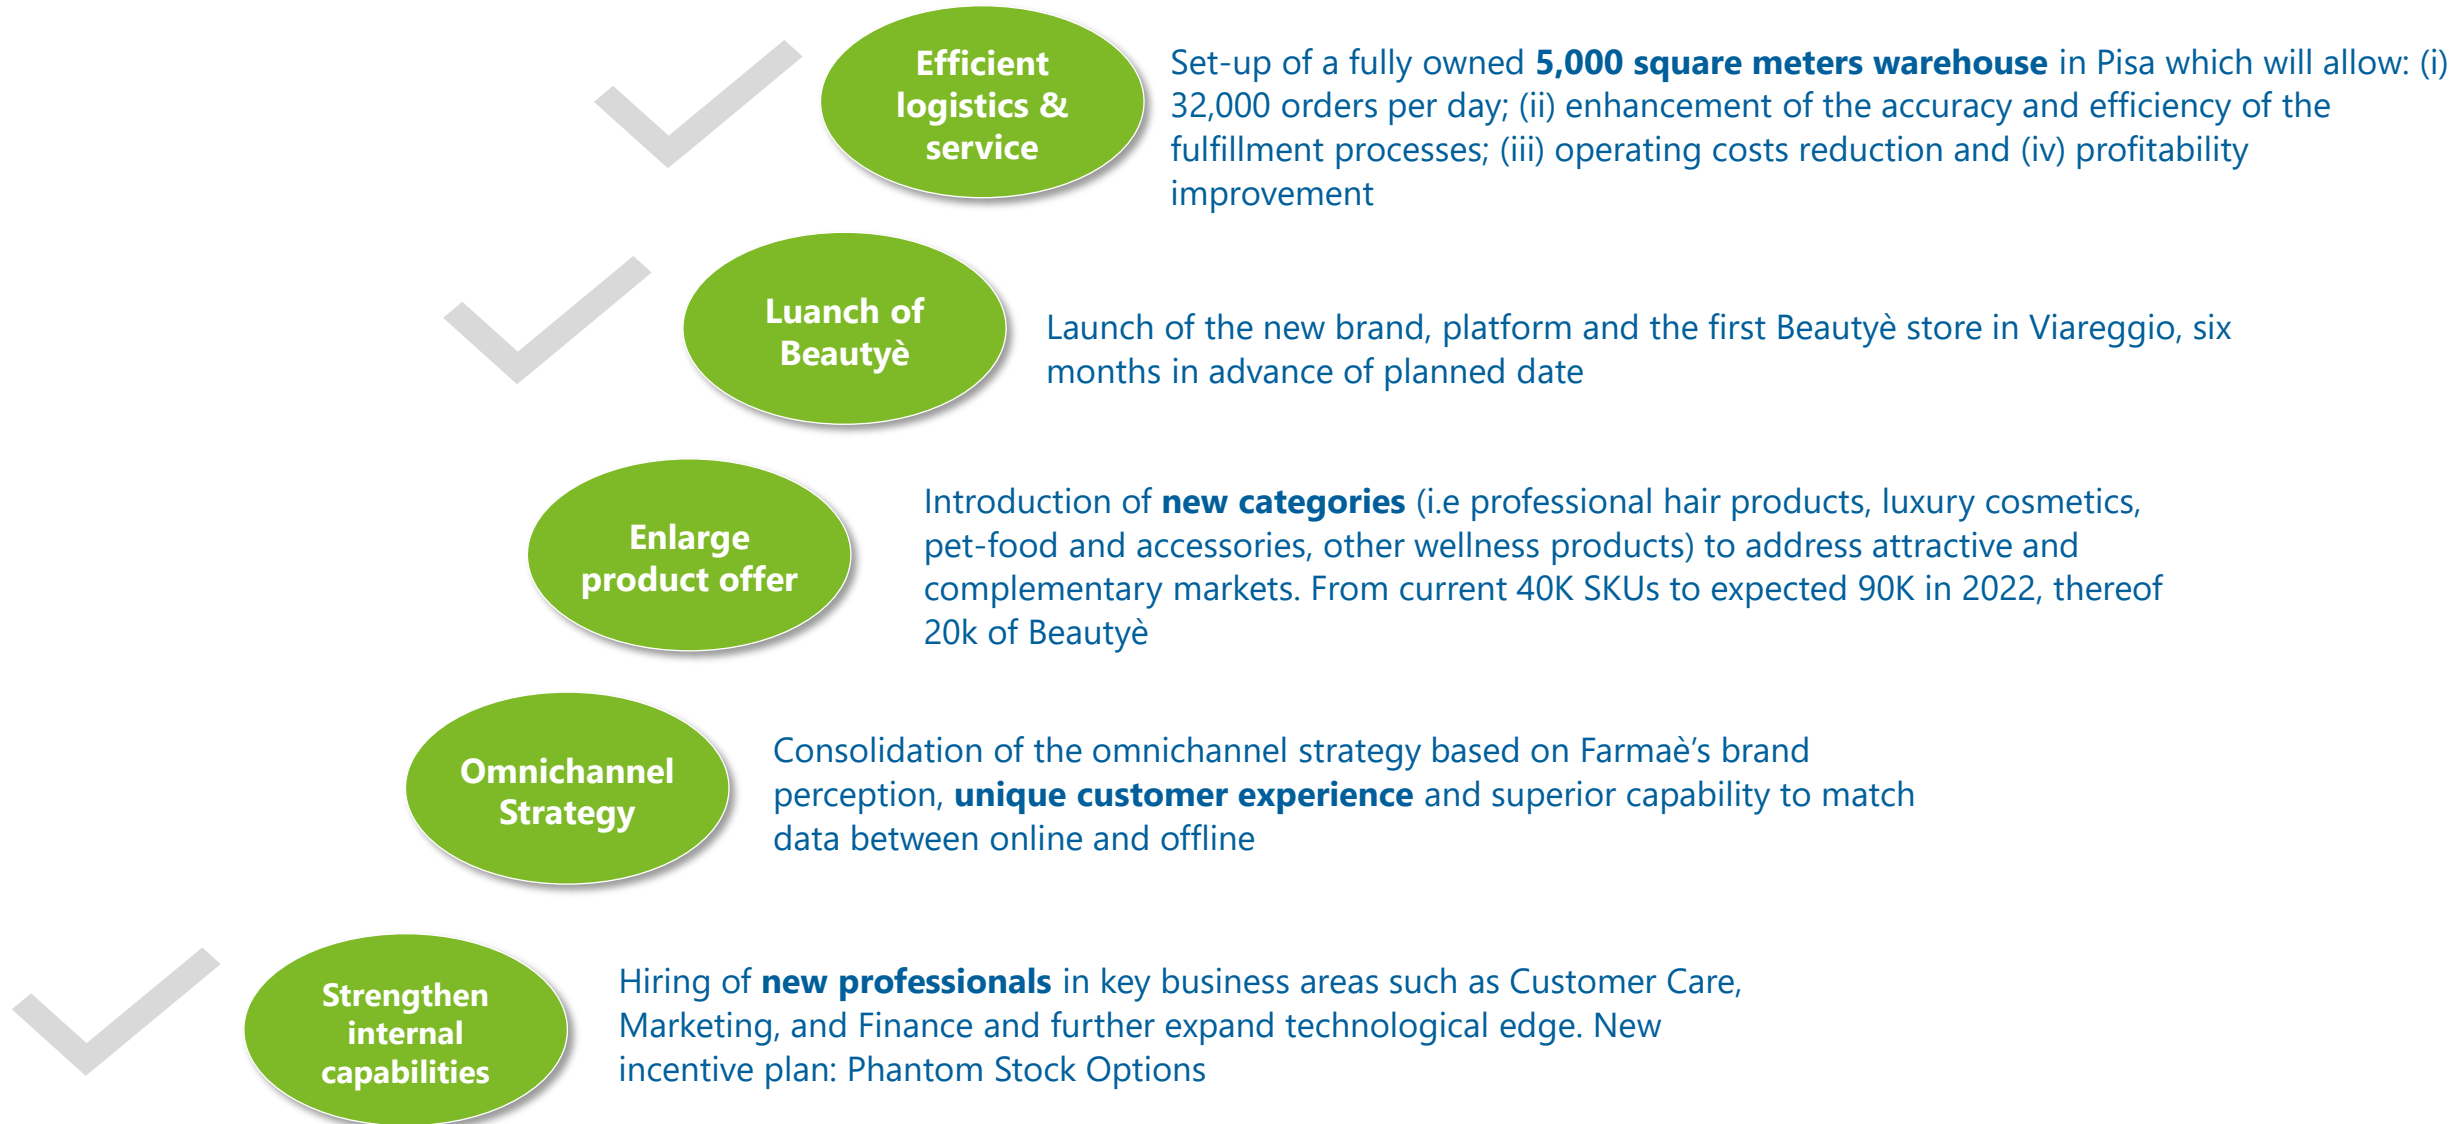 Efficient
logistics &
service
Set-up of a fully owned 5,000 square meters warehouse in Pisa which will allow: (i)
32,000 orders per day; (ii) enhancement of the accuracy and efficiency of the
fulfillment processes; (iii) operating costs reduction and (iv) profitability
improvement
Luanch of
Beautyè
Launch of the new brand, platform and the first Beautyè store in Viareggio, six
months in advance of planned date
Enlarge
product offer
Introduction of new categories (i.e professional hair products, luxury cosmetics,
pet-food and accessories, other wellness products) to address attractive and
complementary markets. From current 40K SKUs to expected 90K in 2022, thereof
20k of Beautyè
Omnichannel
Strategy
Consolidation of the omnichannel strategy based on Farmaè’s brand
perception, unique customer experience and superior capability to match
data between online and offline
Strengthen
internal
capabilities
Hiring of new professionals in key business areas such as Customer Care,
Marketing, and Finance and further expand technological edge. New
incentive plan: Phantom Stock Options